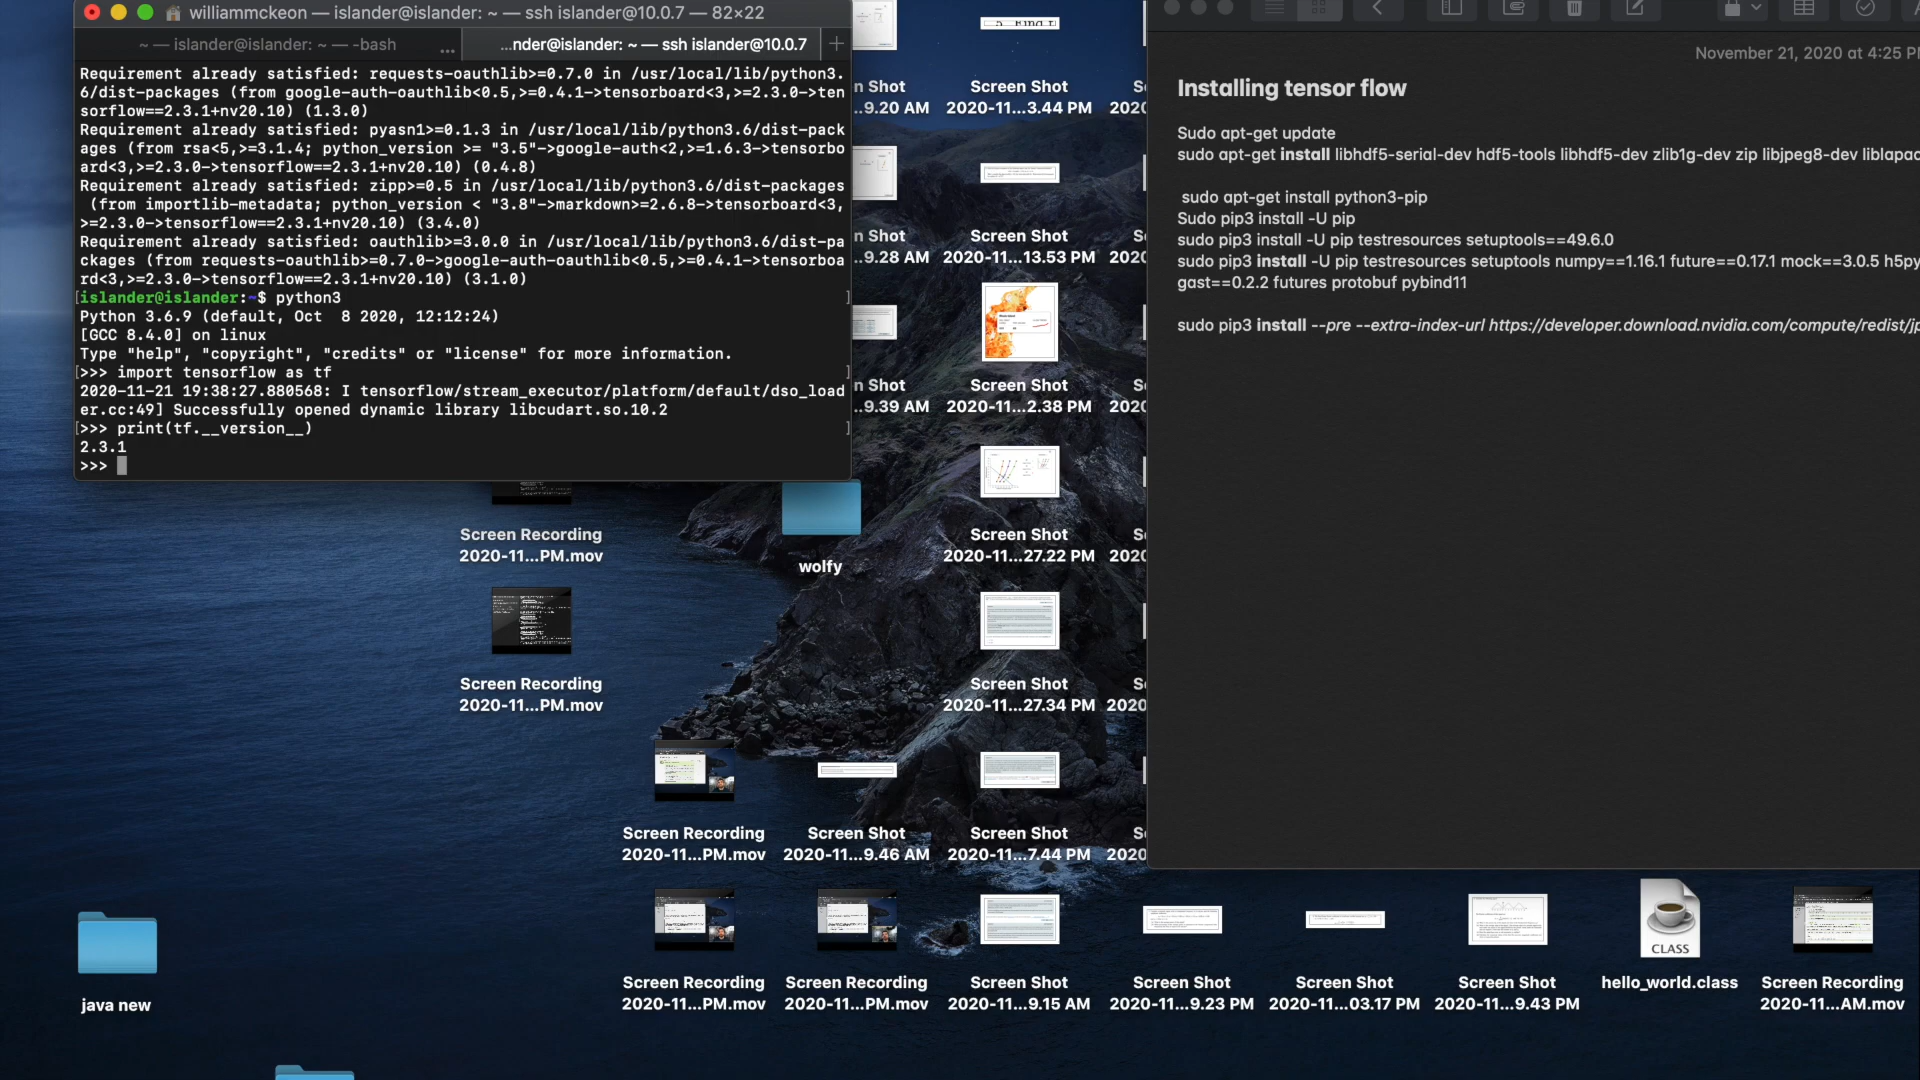 williammckeon — islander@islander: ~ — ssh islander@10.0.7 — 82×22
~ — islander@islander: ~ — -bash ... ...nder@islander: ~ — ssh islander@10.0.7 +
Requirement already satisfied: requests-oauthlib>=0.7.0 in /usr/local/lib/python3.
6/dist-packages (from google-auth-oauthlib<0.5,>=0.4.1->tensorboard<3,>=2.3.0->ten
sorflow==2.3.1+nv20.10) (1.3.0)
Requirement already satisfied: pyasn1>=0.1.3 in /usr/local/lib/python3.6/dist-pack
ages (from rsa<5,>=3.1.4; python_version >= "3.5"->google-auth<2,>=1.6.3->tensorbo
ard<3,>=2.3.0->tensorflow==2.3.1+nv20.10) (0.4.8)
Requirement already satisfied: zipp>=0.5 in /usr/local/lib/python3.6/dist-packages
(from importlib-metadata; python_version < "3.8"->markdown>=2.6.8->tensorboard<3,
>=2.3.0->tensorflow==2.3.1+nv20.10) (3.4.0)
Requirement already satisfied: oauthlib>=3.0.0 in /usr/local/lib/python3.6/dist-pa
ckages (from requests-oauthlib>=0.7.0->google-auth-oauthlib<0.5,>=0.4.1->tensorboa
rd<3,>=2.3.0->tensorflow==2.3.1+nv20.10) (3.1.0)
[islander@islander:~$ python3 ]
Python 3.6.9 (default, Oct  8 2020, 12:12:24)
[GCC 8.4.0] on linux
Type "help", "copyright", "credits" or "license" for more information.
[>>> import tensorflow as tf ]
2020-11-21 19:38:27.880568: I tensorflow/stream_executor/platform/default/dso_load
er.cc:49] Successfully opened dynamic library libcudart.so.10.2
[>>> print(tf.__version__) ]
2.3.1
>>>
November 21, 2020 at 4:25 P
Installing tensor flow
Sudo apt-get update
sudo apt-get install libhdf5-serial-dev hdf5-tools libhdf5-dev zlib1g-dev zip libjpeg8-dev liblapac
sudo apt-get install python3-pip
Sudo pip3 install -U pip
sudo pip3 install -U pip testresources setuptools==49.6.0
sudo pip3 install -U pip testresources setuptools numpy==1.16.1 future==0.17.1 mock==3.0.5 h5py
gast==0.2.2 futures protobuf pybind11
sudo pip3 install --pre --extra-index-url https://developer.download.nvidia.com/compute/redist/jp
n Shot Screen Shot
..9.20 AM 2020-11...3.44 PM 2020
n Shot Screen Shot
..9.28 AM 2020-11...13.53 PM 2020
n Shot Screen Shot
..9.39 AM 2020-11...2.38 PM 2020
Screen Recording Screen Shot
2020-11...PM.mov 2020-11...27.22 PM 2020
wolfy
Screen Recording Screen Shot
2020-11...PM.mov 2020-11...27.34 PM 2020
Screen Recording Screen Shot Screen Shot
2020-11...PM.mov 2020-11...9.46 AM 2020-11...7.44 PM 2020
CLASS
Screen Recording Screen Recording Screen Shot Screen Shot Screen Shot Screen Shot hello_world.class Screen Recording
2020-11...PM.mov 2020-11...PM.mov 2020-11...9.15 AM 2020-11...9.23 PM 2020-11...03.17 PM 2020-11...9.43 PM 2020-11...AM.mov
java new